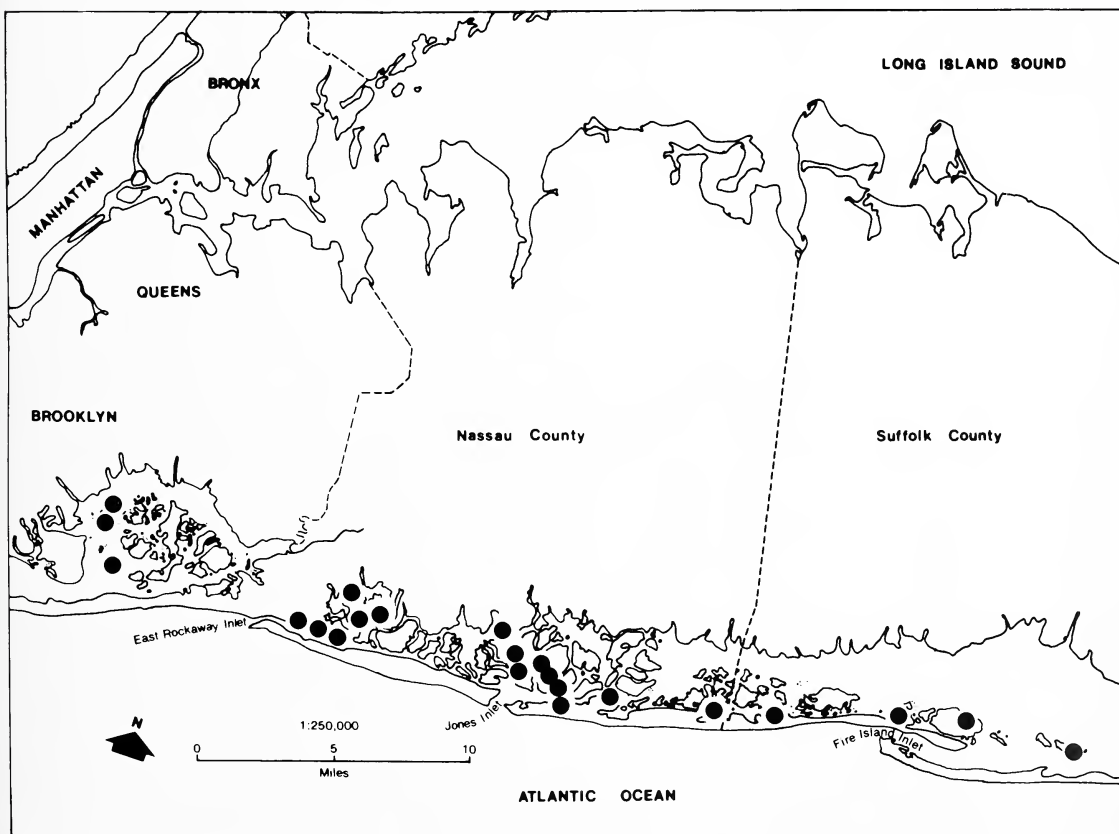 LONG ISLAND SOUND
BRONX
MANHATTAN
QUEENS
BROOKLYN
Nassau County
Suffolk County
East Rockaway Inlet
Jones Inlet
Fire Island Inlet
N
1:250,000
0 5 10
Miles
ATLANTIC OCEAN